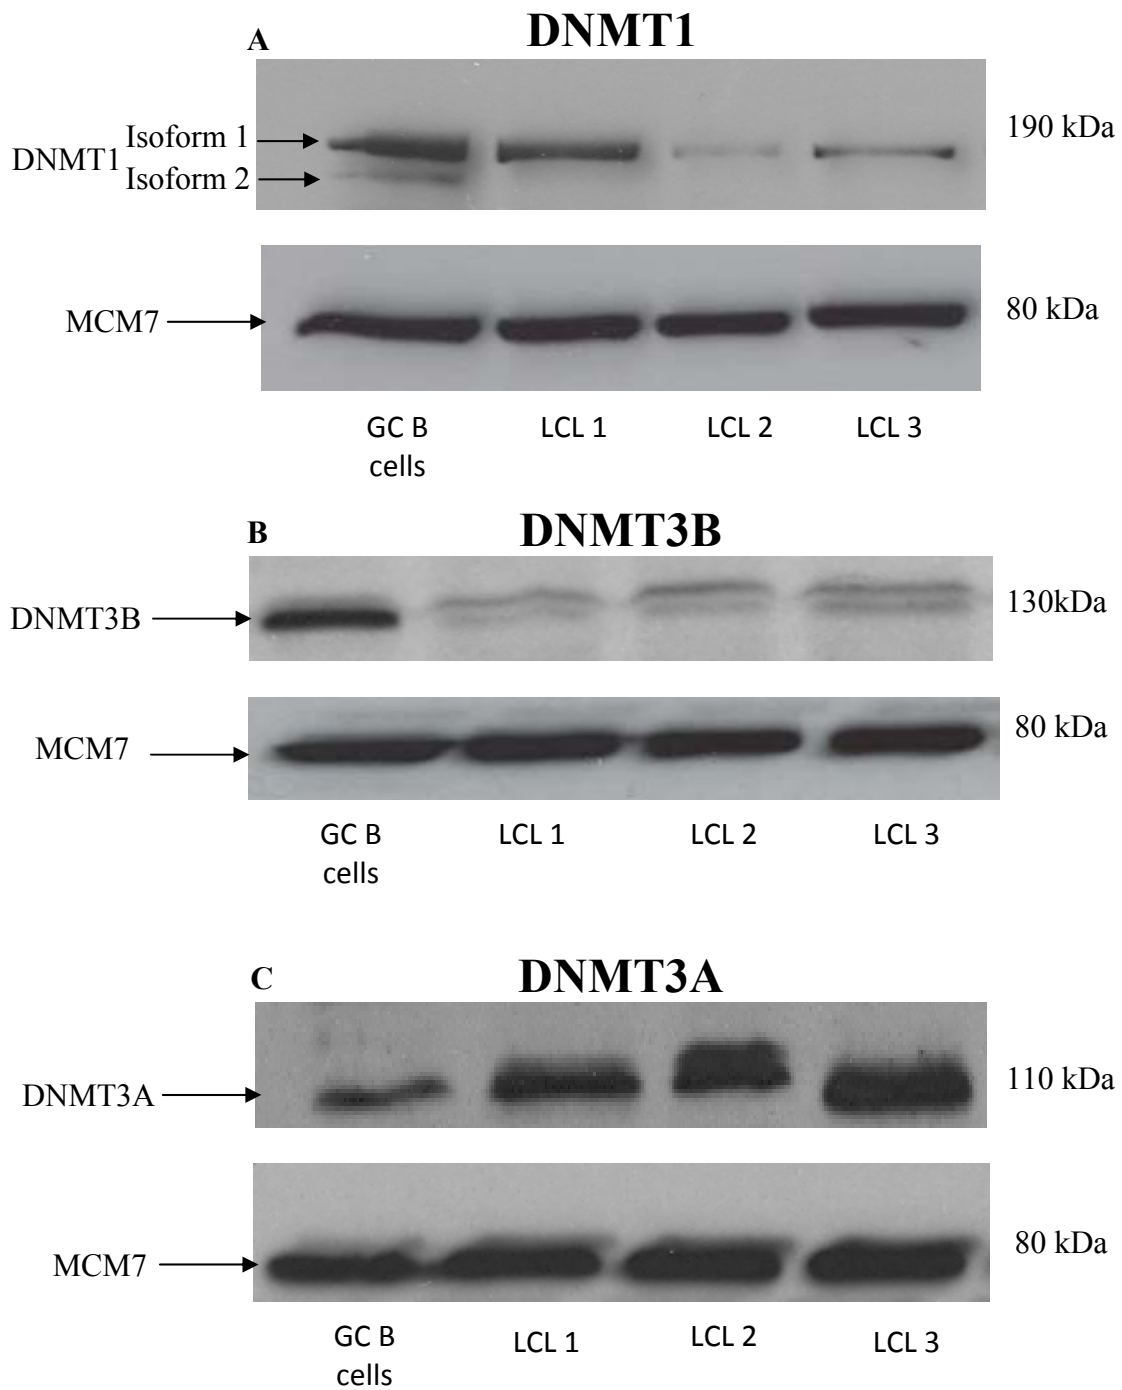 A DNMT1
Isoform 1
DNMT1
Isoform 2
190 kDa
MCM7
80 kDa
GC B cells LCL 1 LCL 2 LCL 3
B DNMT3B
DNMT3B
130kDa
MCM7
80 kDa
GC B cells LCL 1 LCL 2 LCL 3
C DNMT3A
DNMT3A
110 kDa
MCM7
80 kDa
GC B cells LCL 1 LCL 2 LCL 3